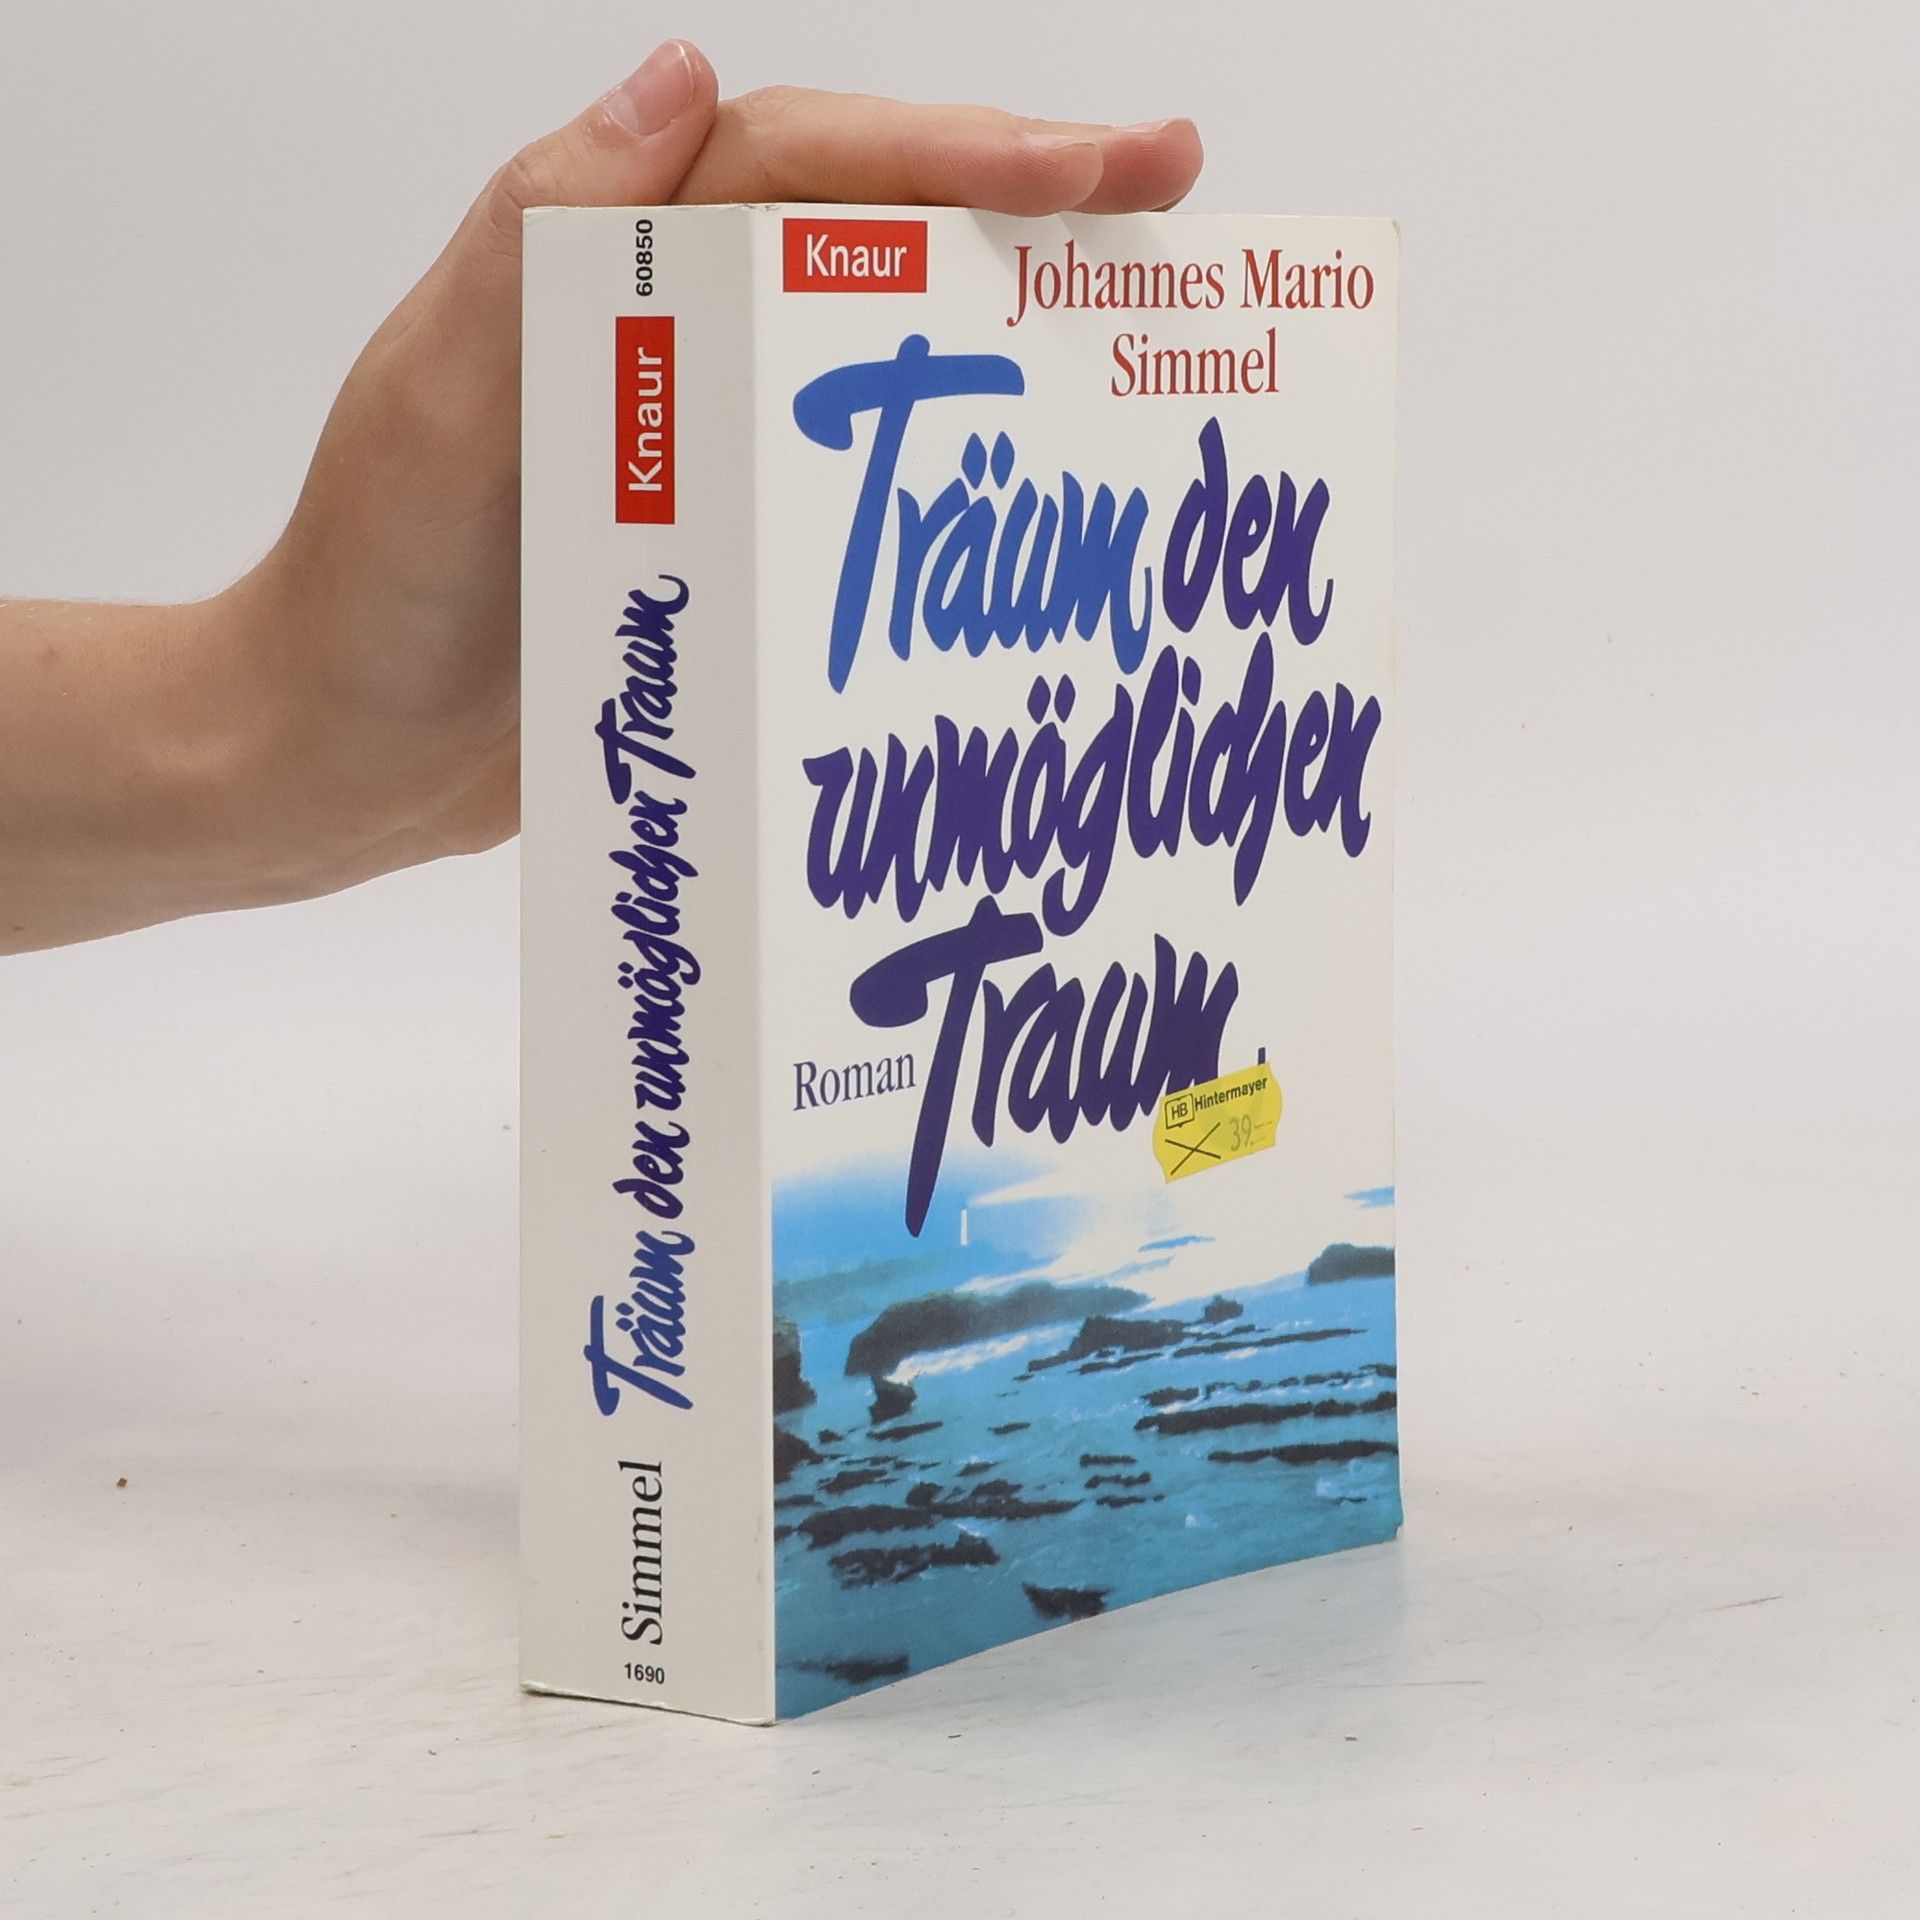 60850
Knaur
Träum den unmöglichen Traum
Simmel
1690
Knaur
Johannes Mario
Simmel
Träum den
unmöglichen
Traum
Roman
HB Hintermayer
39.-